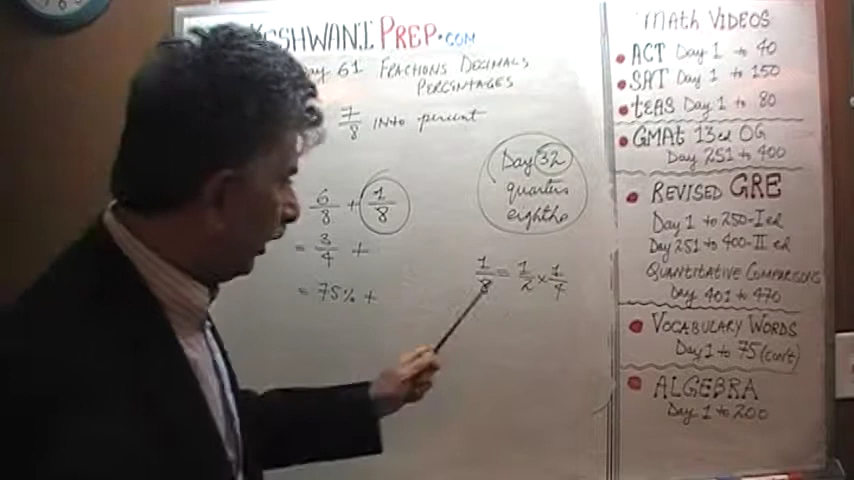 KESHWANI PREP.COM
Day 61 FRACTIONS DECIMALS
PERCENTAGES
7/8 INTO percent
6/8 + 1/8
= 3/4 +
= 75% +
Day 32
quarters
eighths
1/8 = 1/2 × 1/4
MATH VIDEOS
ACT Day 1 to 40
SAT Day 1 to 150
tEAS Day 1 to 80
GMAt 13ed OG
Day 251 to 400
REVISED GRE
Day 1 to 250-I ed
Day 251 to 400-II ed
QUANTITATIVE COMPARISONS
Day 401 to 470
VOCABULARY WORDS
Day 1 to 75 (con't)
ALGEBRA
Day 1 to 200